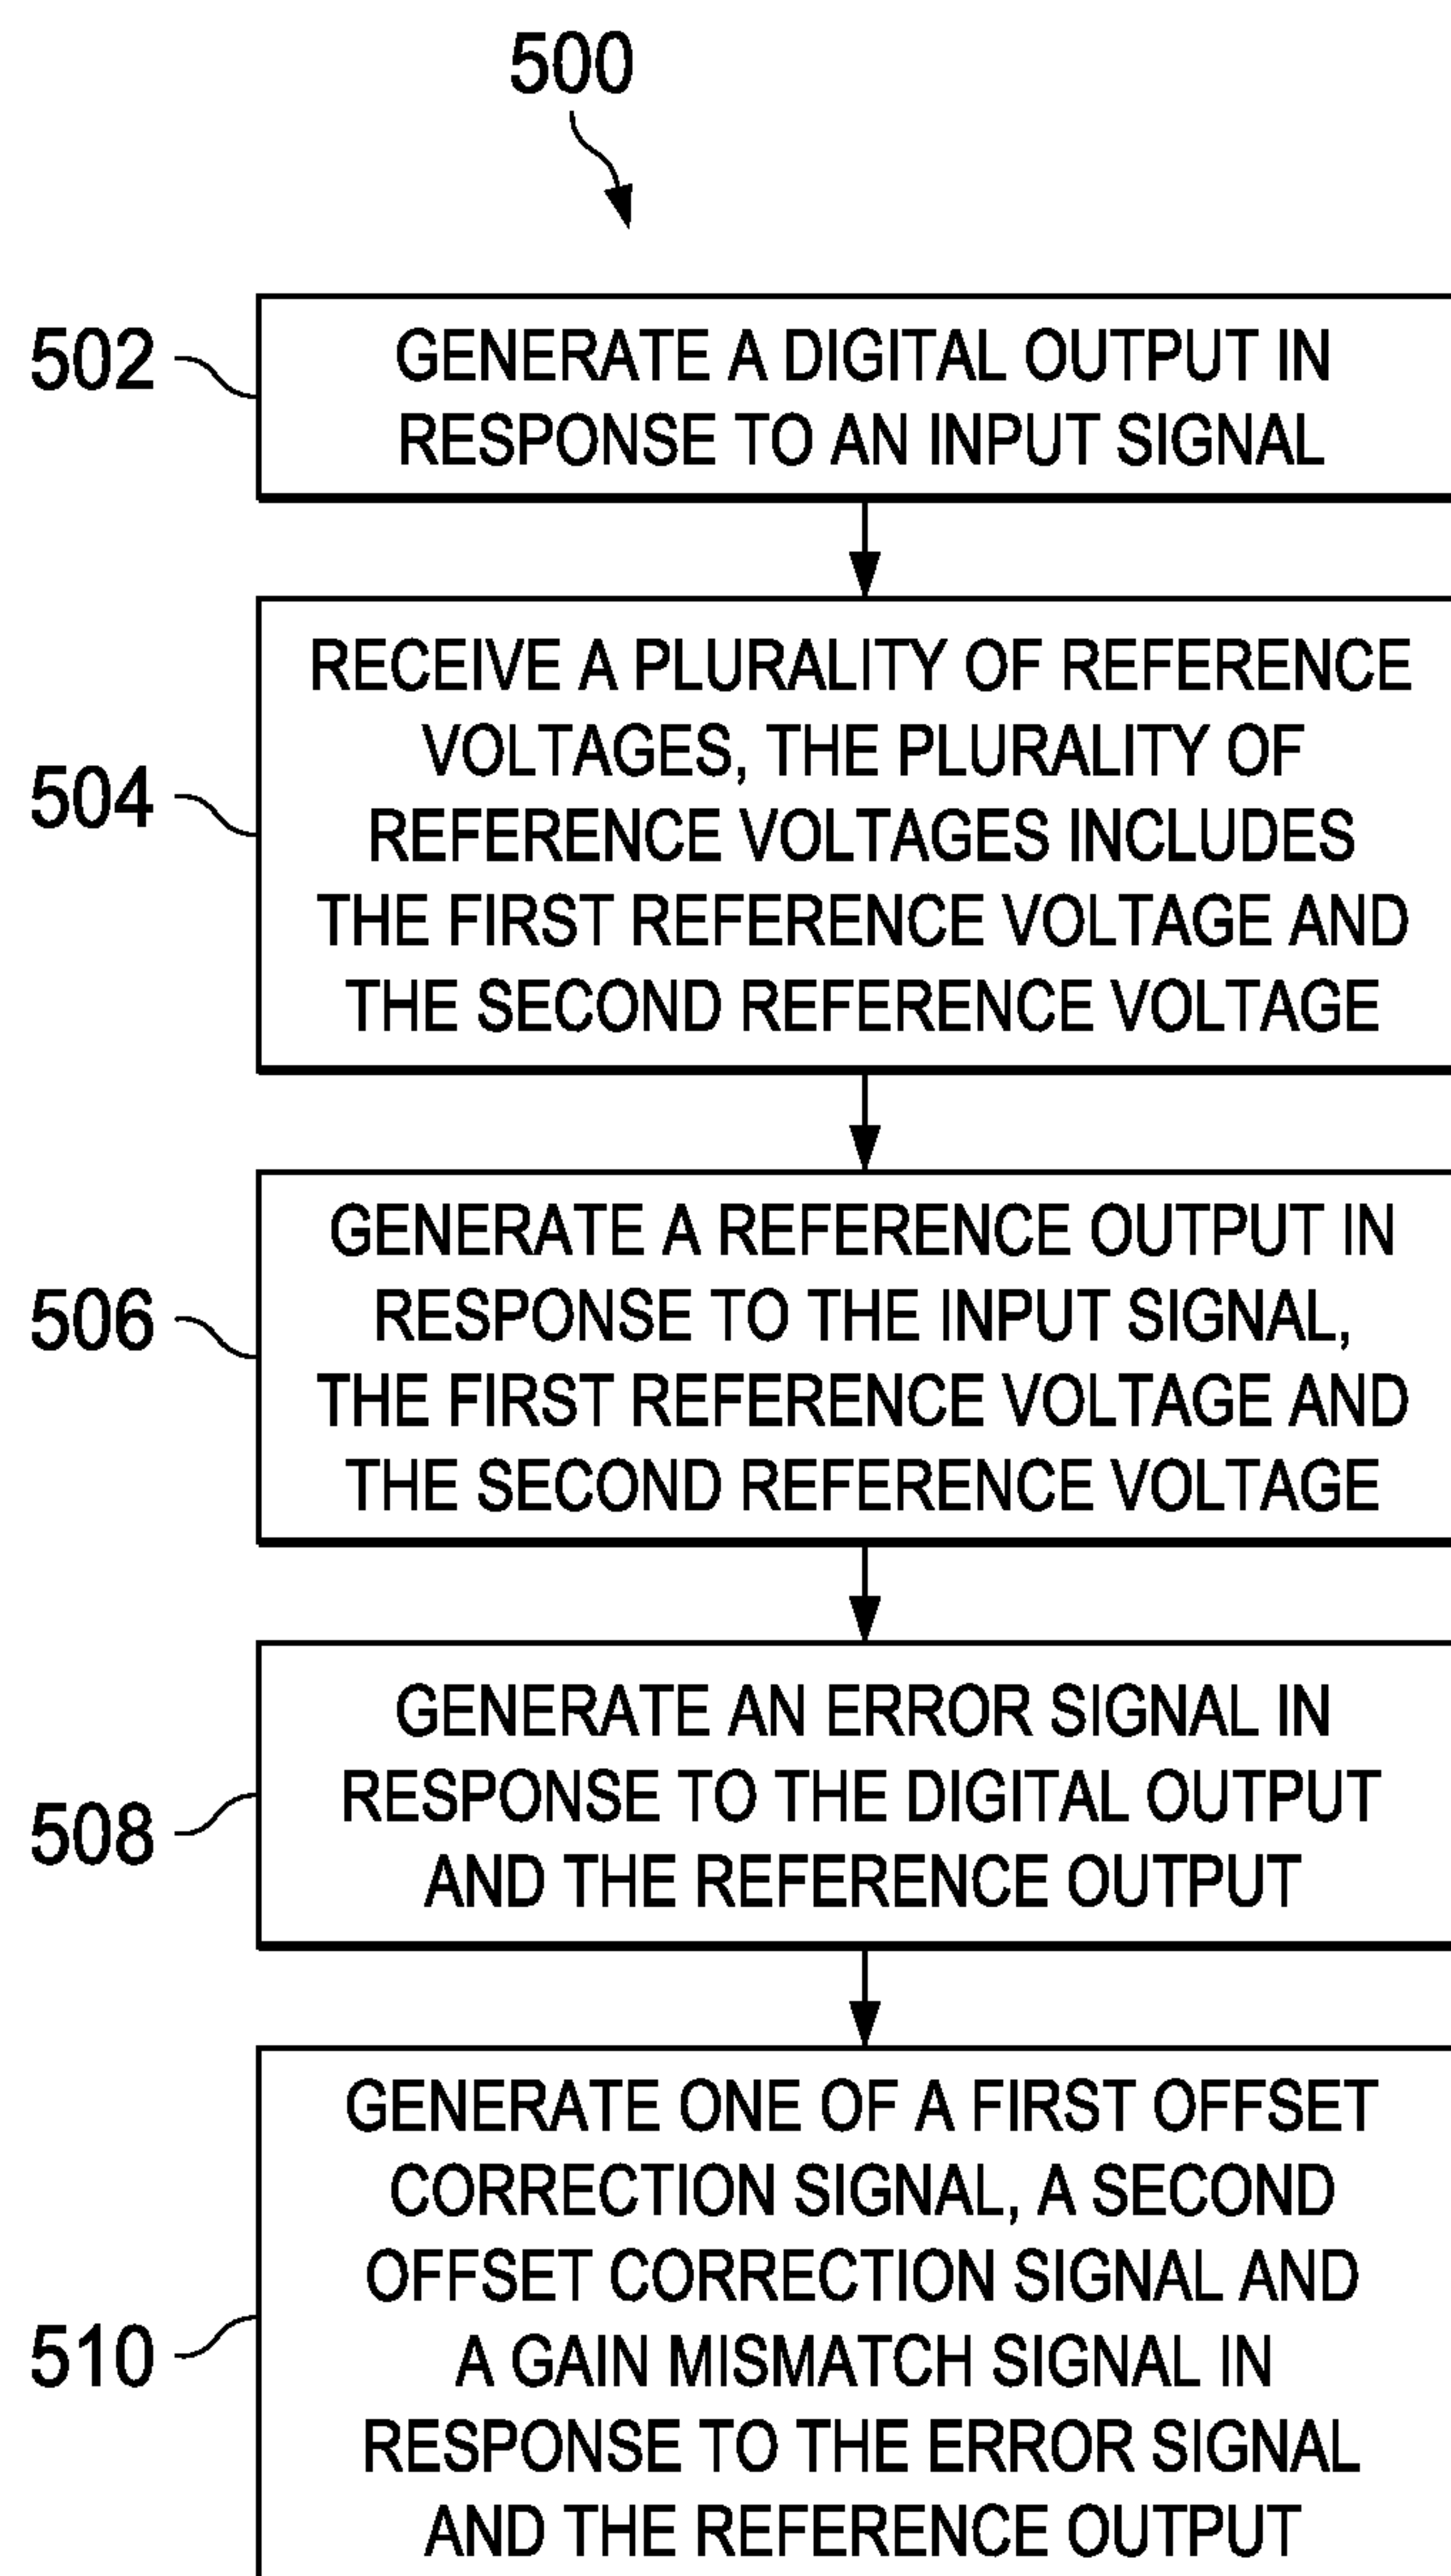 500
502
GENERATE A DIGITAL OUTPUT IN
RESPONSE TO AN INPUT SIGNAL
504
RECEIVE A PLURALITY OF REFERENCE
VOLTAGES, THE PLURALITY OF
REFERENCE VOLTAGES INCLUDES
THE FIRST REFERENCE VOLTAGE AND
THE SECOND REFERENCE VOLTAGE
506
GENERATE A REFERENCE OUTPUT IN
RESPONSE TO THE INPUT SIGNAL,
THE FIRST REFERENCE VOLTAGE AND
THE SECOND REFERENCE VOLTAGE
508
GENERATE AN ERROR SIGNAL IN
RESPONSE TO THE DIGITAL OUTPUT
AND THE REFERENCE OUTPUT
510
GENERATE ONE OF A FIRST OFFSET
CORRECTION SIGNAL, A SECOND
OFFSET CORRECTION SIGNAL AND
A GAIN MISMATCH SIGNAL IN
RESPONSE TO THE ERROR SIGNAL
AND THE REFERENCE OUTPUT